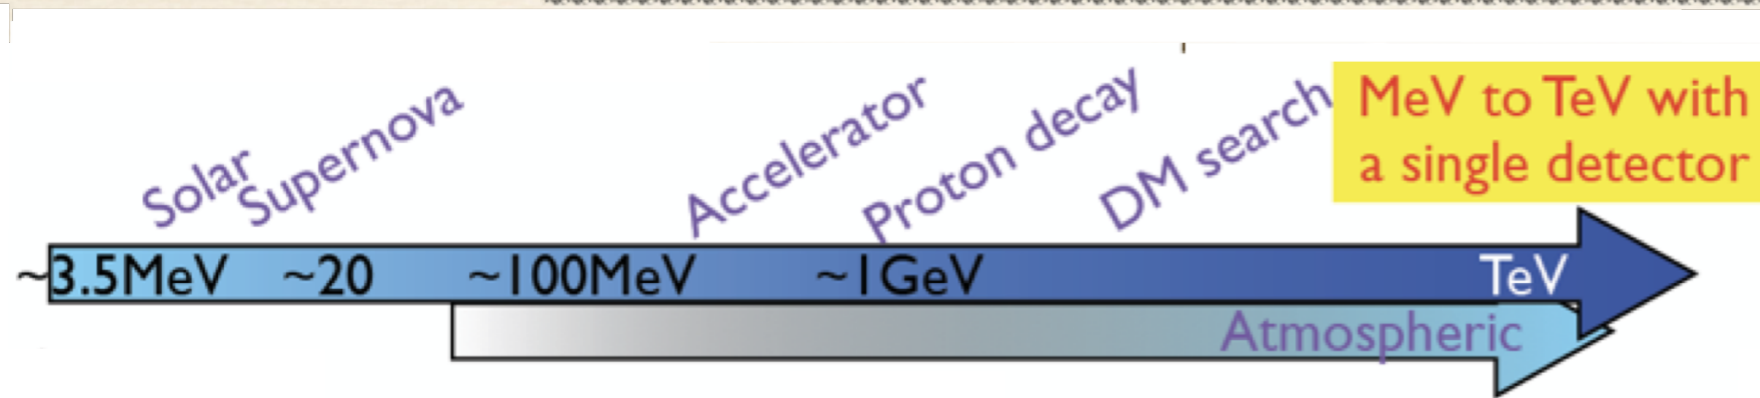 Solar
Supernova
Accelerator
Proton decay
DM search
MeV to TeV with
a single detector
~3.5MeV ~20 ~100MeV ~1GeV TeV
Atmospheric